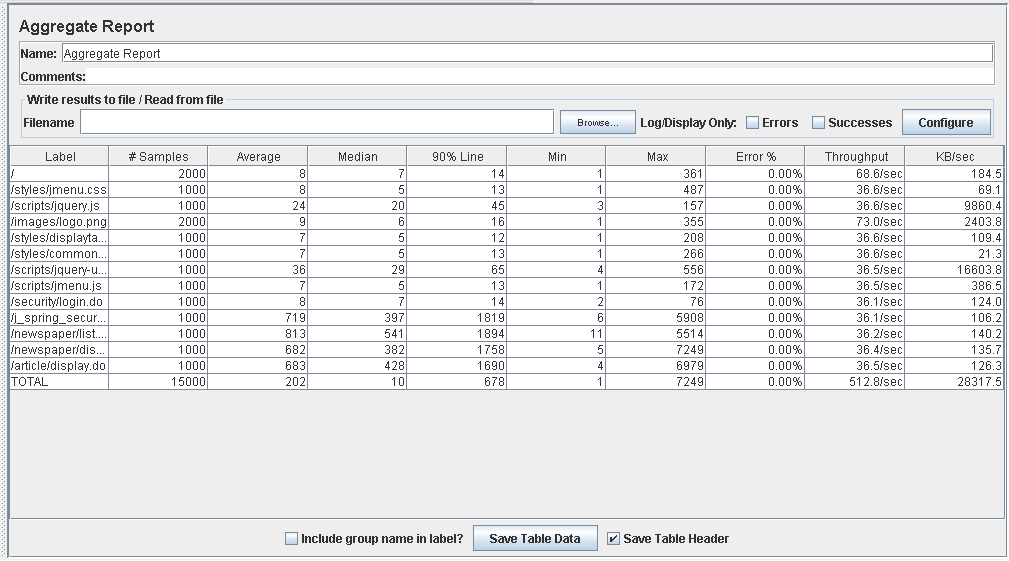 Aggregate Report
Name: Aggregate Report
Comments:
Write results to file / Read from file
Filename Browse... Log/Display Only: Errors Successes Configure
Label # Samples Average Median 90% Line Min Max Error % Throughput KB/sec
/ 2000 8 7 14 1 361 0.00% 68.6/sec 184.5
/styles/jmenu.css 1000 8 5 13 1 487 0.00% 36.6/sec 69.1
/scripts/jquery.js 1000 24 20 45 3 157 0.00% 36.6/sec 9860.4
/images/logo.png 2000 9 6 16 1 355 0.00% 73.0/sec 2403.8
/styles/displayta... 1000 7 5 12 1 208 0.00% 36.6/sec 109.4
/styles/common... 1000 7 5 13 1 266 0.00% 36.6/sec 21.3
/scripts/jquery-u... 1000 36 29 65 4 556 0.00% 36.5/sec 16603.8
/scripts/jmenu.js 1000 7 5 13 1 172 0.00% 36.5/sec 386.5
/security/login.do 1000 8 7 14 2 76 0.00% 36.1/sec 124.0
/j_spring_secur... 1000 719 397 1819 6 5908 0.00% 36.1/sec 106.2
/newspaper/list.... 1000 813 541 1894 11 5514 0.00% 36.2/sec 140.2
/newspaper/dis... 1000 682 382 1758 5 7249 0.00% 36.4/sec 135.7
/article/display.do 1000 683 428 1690 4 6979 0.00% 36.5/sec 126.3
TOTAL 15000 202 10 678 1 7249 0.00% 512.8/sec 28317.5
Include group name in label? Save Table Data Save Table Header